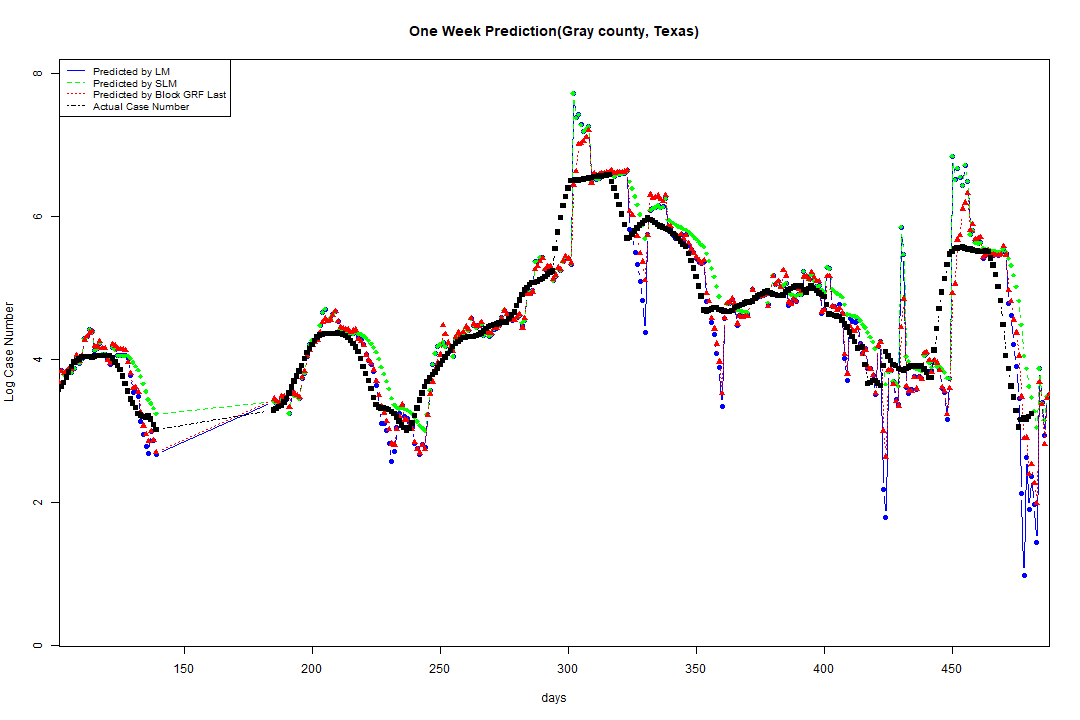 One Week Prediction(Gray county, Texas)
Predicted by LM
Predicted by SLM
Predicted by Block GRF Last
Actual Case Number
Log Case Number
8
6
4
2
0
150 200 250 300 350 400 450
days